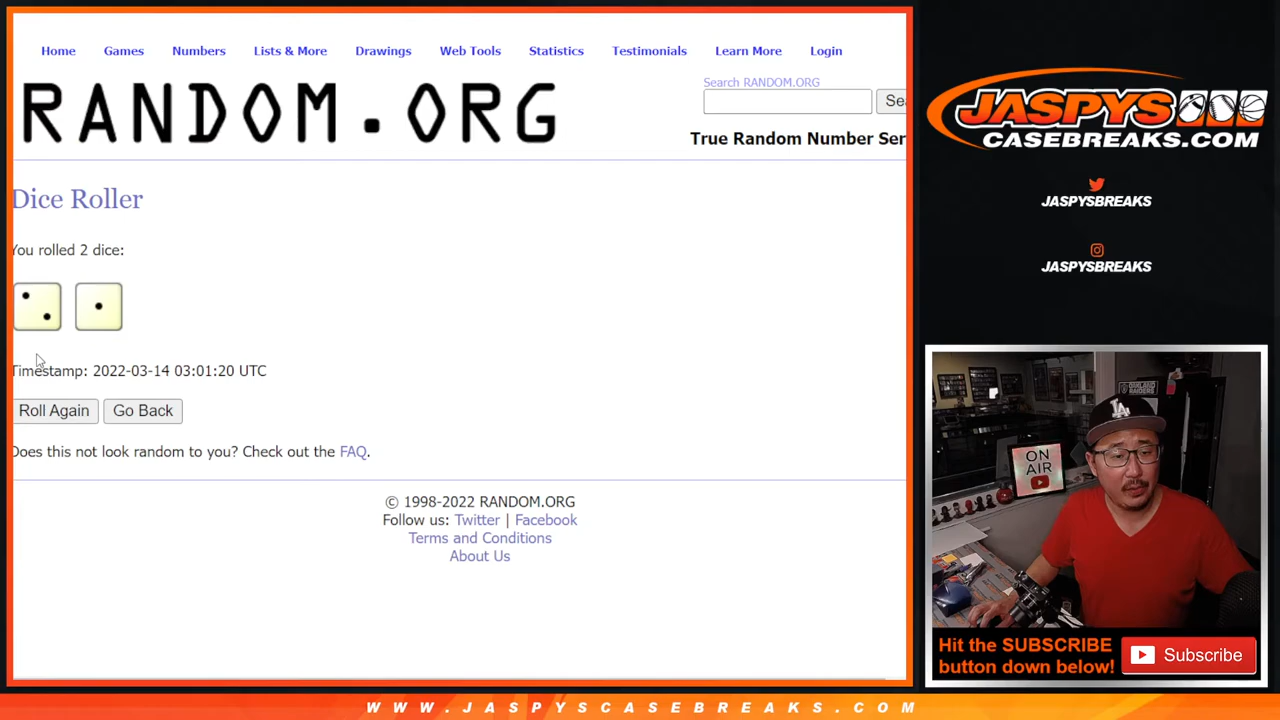 Home Games Numbers Lists & More Drawings Web Tools Statistics Testimonials Learn More Login
RANDOM.ORG
Search RANDOM.ORG
Sea
True Random Number Ser
Dice Roller
You rolled 2 dice:
Timestamp: 2022-03-14 03:01:20 UTC
Roll Again Go Back
Does this not look random to you? Check out the FAQ.
© 1998-2022 RANDOM.ORG
Follow us: Twitter | Facebook
Terms and Conditions
About Us
JASPYS
CASEBREAKS.COM
JASPYSBREAKS
JASPYSBREAKS
OAKLAND
RAIDERS
ON
AIR
LA
Hit the SUBSCRIBE
button down below!
Subscribe
WWW.JASPYSCASEBREAKS.COM